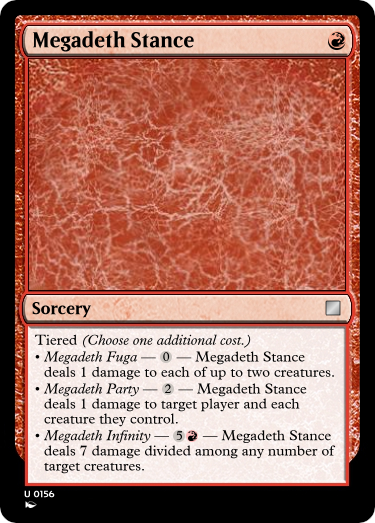 Megadeth Stance
Sorcery
Tiered (Choose one additional cost.)
• Megadeth Fuga — 0 — Megadeth Stance
deals 1 damage to each of up to two creatures.
• Megadeth Party — 2 — Megadeth Stance
deals 1 damage to target player and each
creature they control.
• Megadeth Infinity — 5 — Megadeth Stance
deals 7 damage divided among any number of
target creatures.
U 0156